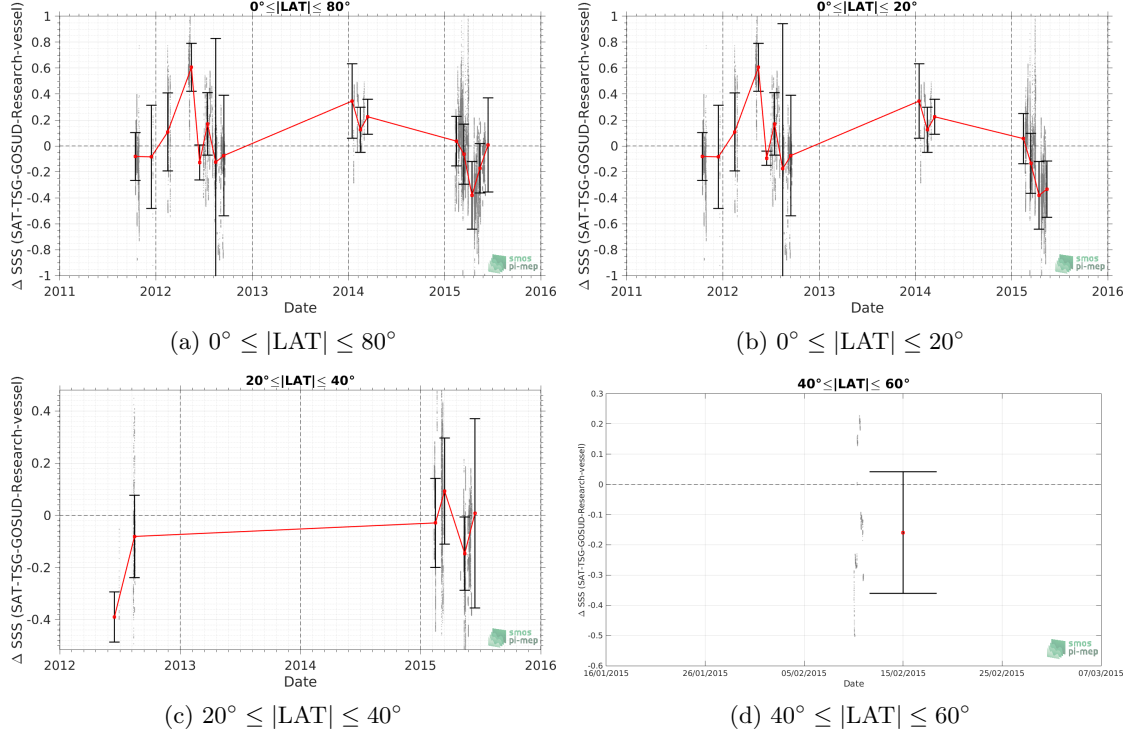 0°≤|LAT|≤ 80°
Δ SSS (SAT-TSG-GOSUD-Research-vessel)
1
0.8
0.6
0.4
0.2
0
-0.2
-0.4
-0.6
-0.8
-1
2011 2012 2013 2014 2015 2016
Date
smos
pi-mep
(a) 0° ≤ |LAT| ≤ 80°
0°≤|LAT|≤ 20°
Δ SSS (SAT-TSG-GOSUD-Research-vessel)
1
0.8
0.6
0.4
0.2
0
-0.2
-0.4
-0.6
-0.8
-1
2011 2012 2013 2014 2015 2016
Date
smos
pi-mep
(b) 0° ≤ |LAT| ≤ 20°
20°≤|LAT|≤ 40°
Δ SSS (SAT-TSG-GOSUD-Research-vessel)
0.4
0.2
0
-0.2
-0.4
2012 2013 2014 2015 2016
Date
smos
pi-mep
(c) 20° ≤ |LAT| ≤ 40°
40°≤|LAT|≤ 60°
Δ SSS (SAT-TSG-GOSUD-Research-vessel)
0.3
0.2
0.1
0
-0.1
-0.2
-0.3
-0.4
-0.5
-0.6
16/01/2015 26/01/2015 05/02/2015 15/02/2015 25/02/2015 07/03/2015
Date
smos
pi-mep
(d) 40° ≤ |LAT| ≤ 60°